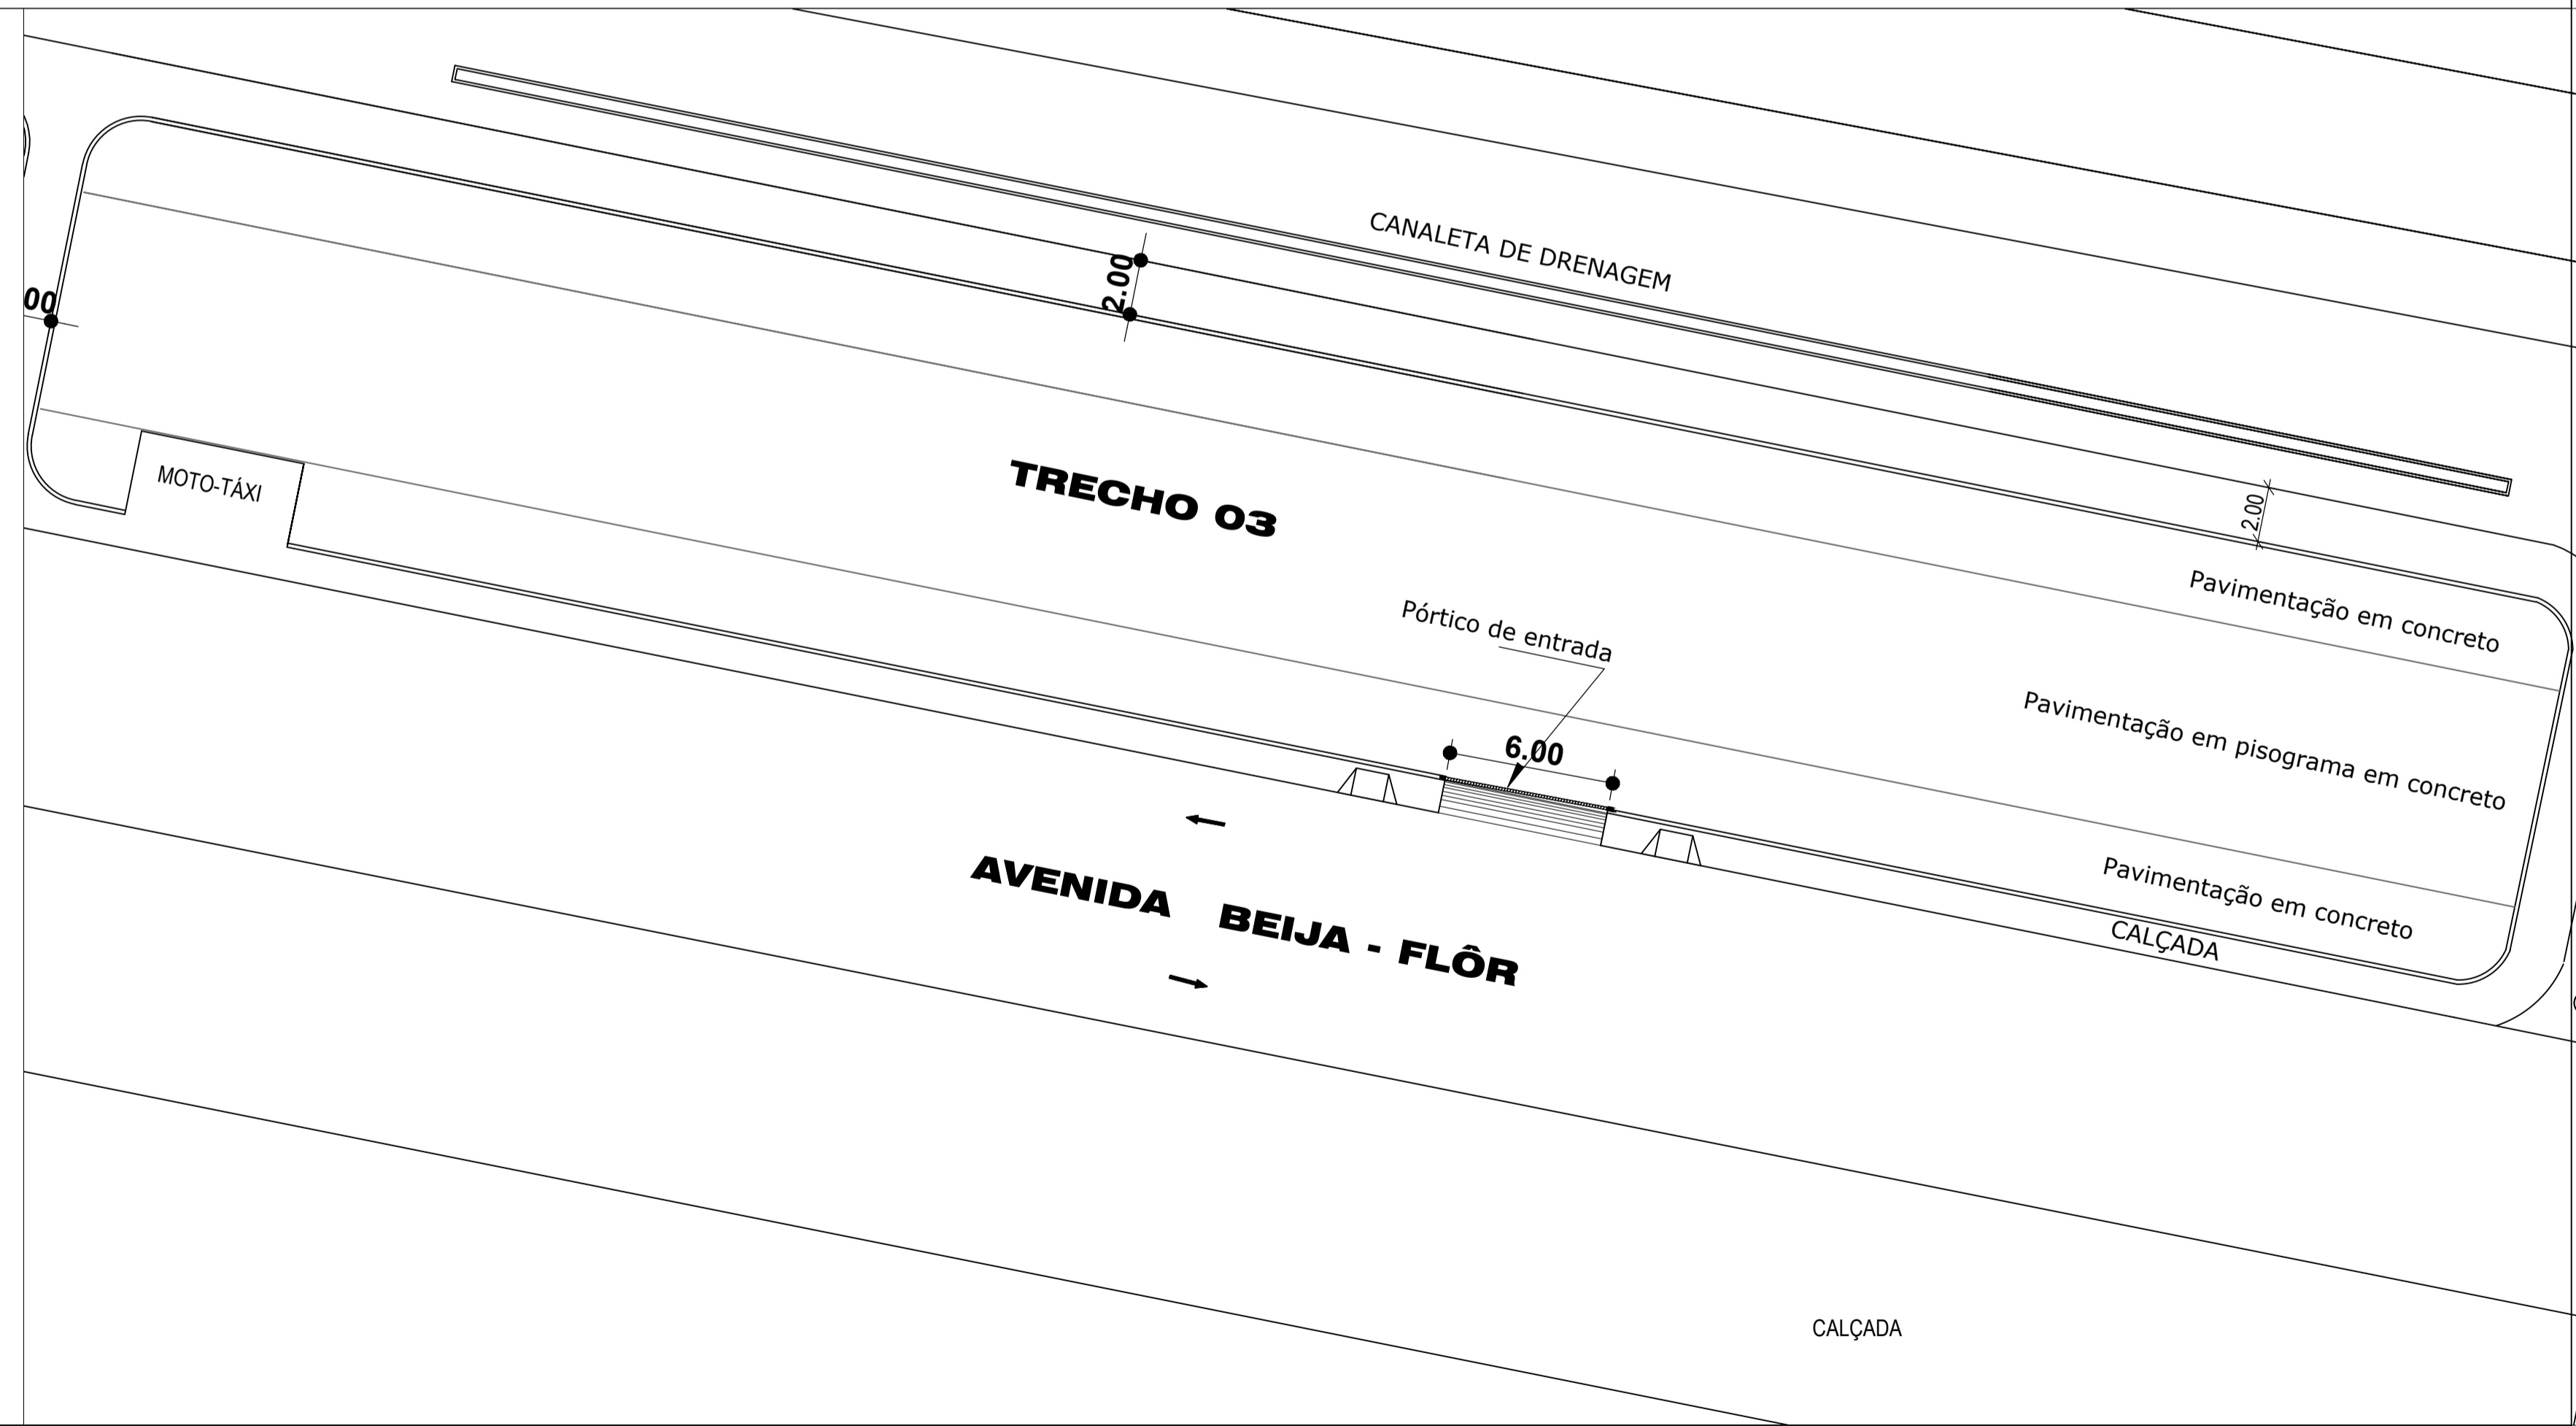 CANALETA DE DRENAGEM
2.00
00
MOTO-TÁXI
TRECHO 03
2.00
Pavimentação em concreto
Pórtico de entrada
Pavimentação em pisograma em concreto
6.00
Pavimentação em concreto
CALÇADA
AVENIDA BEIJA - FLÔR
CALÇADA